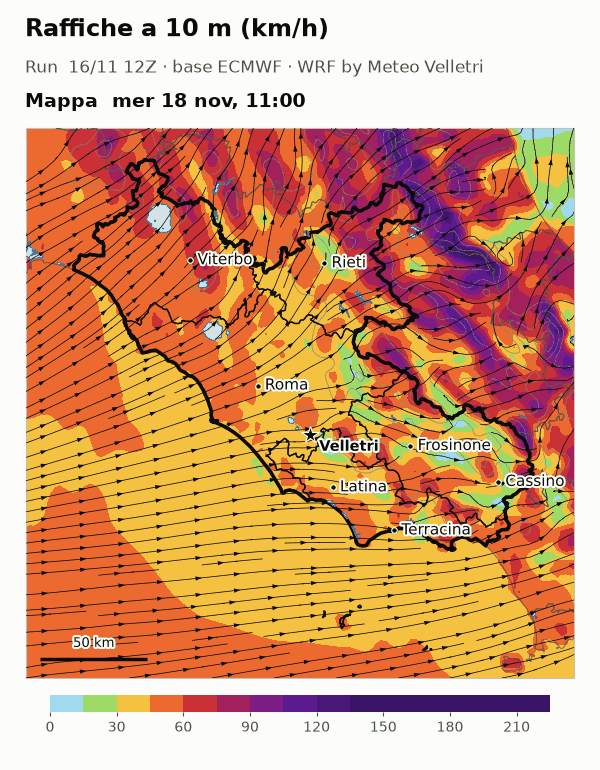 Raffiche a 10 m (km/h)
Run 16/11 12Z · base ECMWF · WRF by Meteo Velletri
Mappa mer 18 nov, 11:00
Viterbo
Rieti
Roma
Velletri
Frosinone
Latina
Cassino
Terracina
50 km
0 30 60 90 120 150 180 210